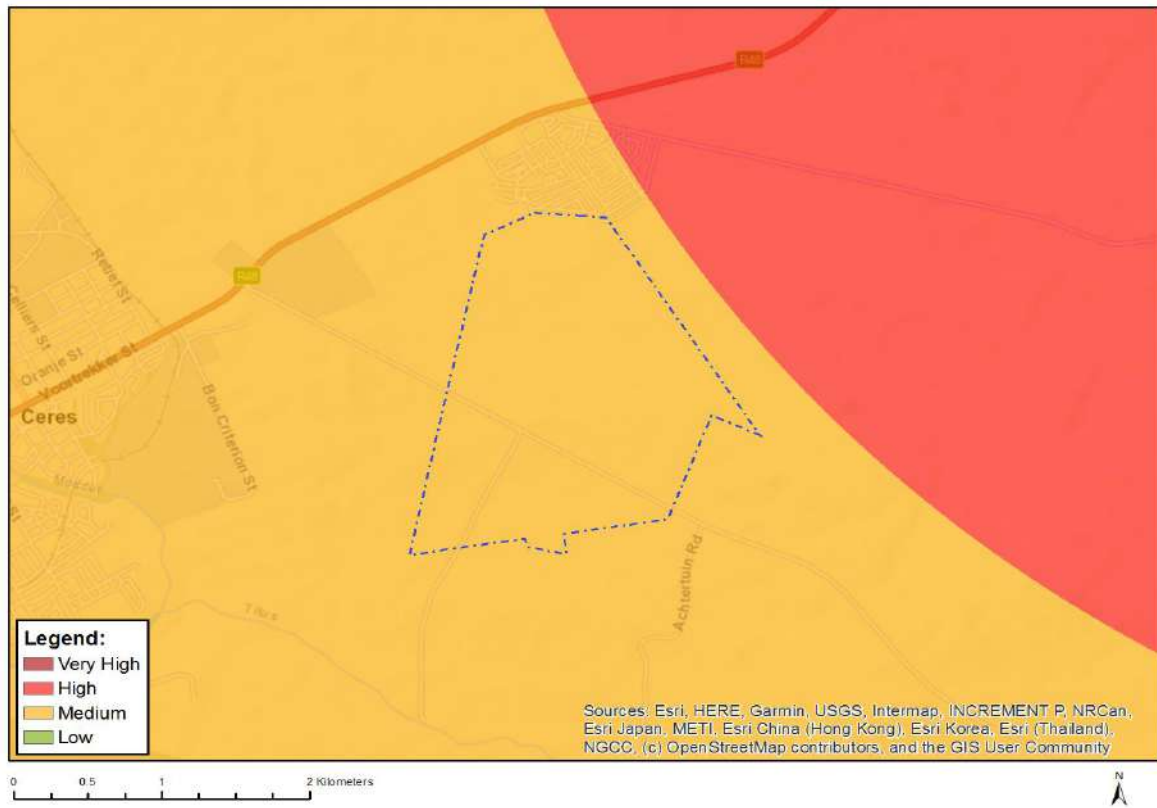 R46
R46
Retief St
Celliers St
Oranje St
Voortrekker St
Ceres
Bon Criterion St
St
Titus
Achtertuin Rd
Legend:
Very High
High
Medium
Low
Sources: Esri, HERE, Garmin, USGS, Intermap, INCREMENT P, NRCan,
Esri Japan, METI, Esri China (Hong Kong), Esri Korea, Esri (Thailand),
NGCC, (c) OpenStreetMap contributors, and the GIS User Community
0 0.5 1 2 Kilometers
N